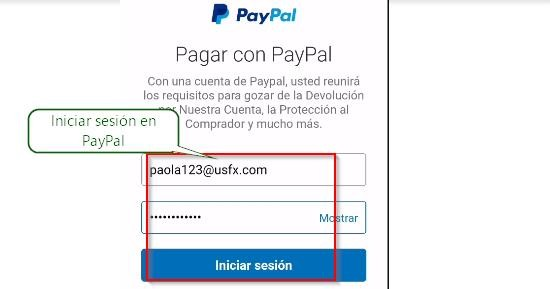 PayPal
Pagar con PayPal
Con una cuenta de Paypal, usted reunirá
los requisitos para gozar de la Devolución
por Nuestra Cuenta, la Protección al
Comprador y mucho más.
Iniciar sesión en
PayPal
paola123@usfx.com
••••••••••••
Mostrar
Iniciar sesión